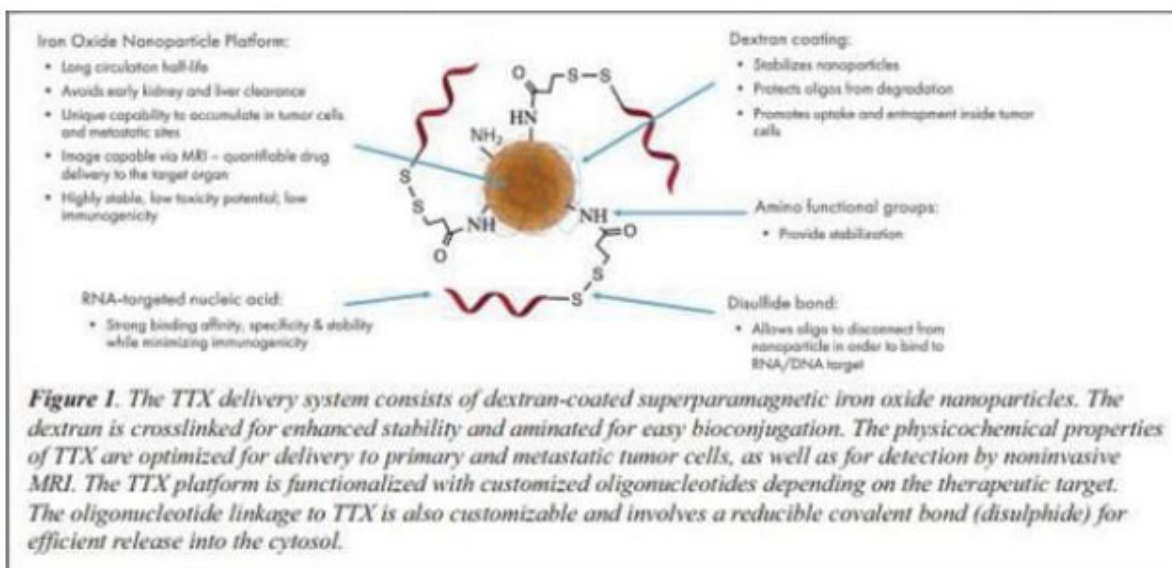 Iron Oxide Nanoparticle Platform:
• Long circulation half-life
• Avoids early kidney and liver clearance
• Unique capability to accumulate in tumor cells
and metastatic sites
• Image capable via MRI – quantifiable drug
delivery to the target organ
• Highly stable, low toxicity potential; low
immunogenicity
Dextran coating:
• Stabilizes nanoparticles
• Protects oligos from degradation
• Promotes uptake and entrapment inside tumor
cells
O
S–S
HN
NH₂
S
S
NH
O
NH
O
S
S
Amino functional groups:
• Provide stabilization
RNA-targeted nucleic acid:
• Strong binding affinity, specificity & stability
while minimizing immunogenicity
Disulfide bond:
• Allows oligo to disconnect from
nanoparticle in order to bind to
RNA/DNA target
Figure 1. The TTX delivery system consists of dextran-coated superparamagnetic iron oxide nanoparticles. The
dextran is crosslinked for enhanced stability and aminated for easy bioconjugation. The physicochemical properties
of TTX are optimized for delivery to primary and metastatic tumor cells, as well as for detection by noninvasive
MRI. The TTX platform is functionalized with customized oligonucleotides depending on the therapeutic target.
The oligonucleotide linkage to TTX is also customizable and involves a reducible covalent bond (disulphide) for
efficient release into the cytosol.